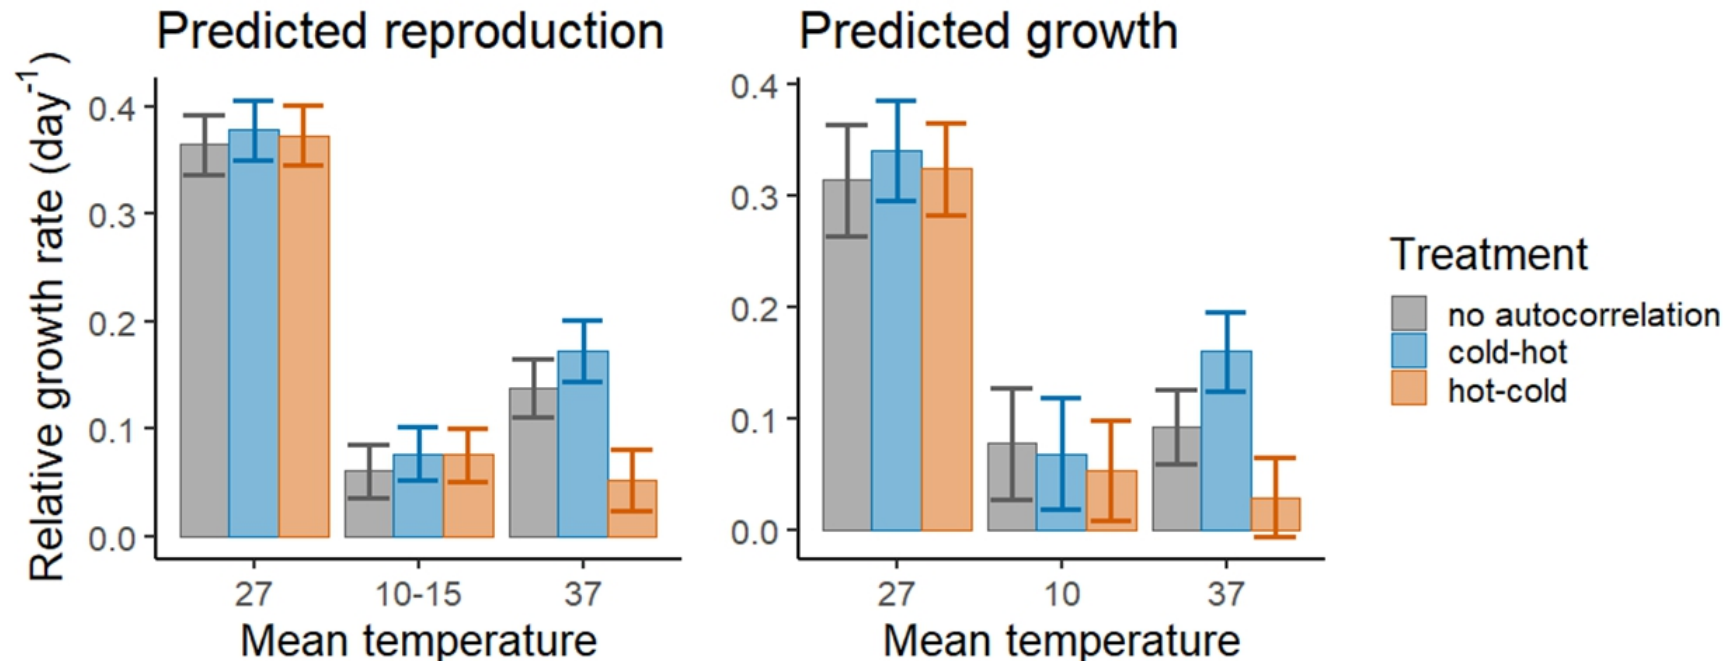 Predicted reproduction
Predicted growth
Relative growth rate (day⁻¹)
0.4
0.3
0.2
0.1
0.0
27
10-15
37
Mean temperature
0.4
0.3
0.2
0.1
0.0
27
10
37
Mean temperature
Treatment
no autocorrelation
cold-hot
hot-cold